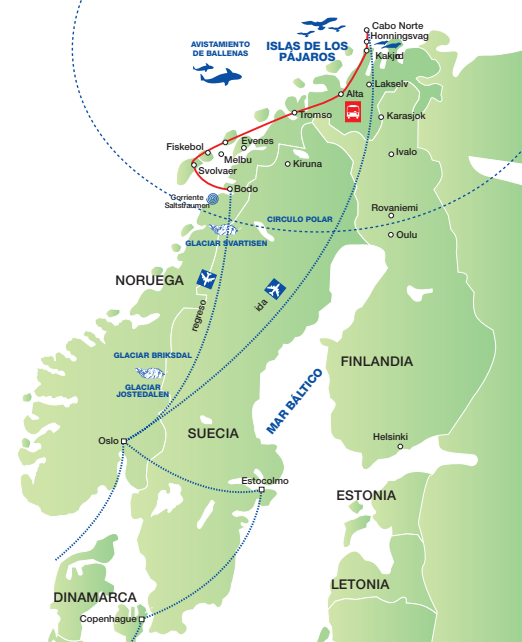 Cabo Norte
Honningsvag
ISLAS DE LOS
PÁJAROS
AVISTAMIENTO
DE BALLENAS
Lakselv
Alta
Tromso
Karasjok
Evenes
Fiskebol
Melbu
Ivalo
Kiruna
Svolvaer
Bodo
Saltstraumen
Rovaniemi
CIRCULO POLAR
Oulu
GLACIAR SVARTISEN
NORUEGA
ida
regreso
GLACIAR BRIKSDAL
FINLANDIA
GLACIAR
JOSTEDALEN
MAR BÁLTICO
SUECIA
Helsinki
Oslo
Estocolmo
ESTONIA
LETONIA
DINAMARCA
Copenhague